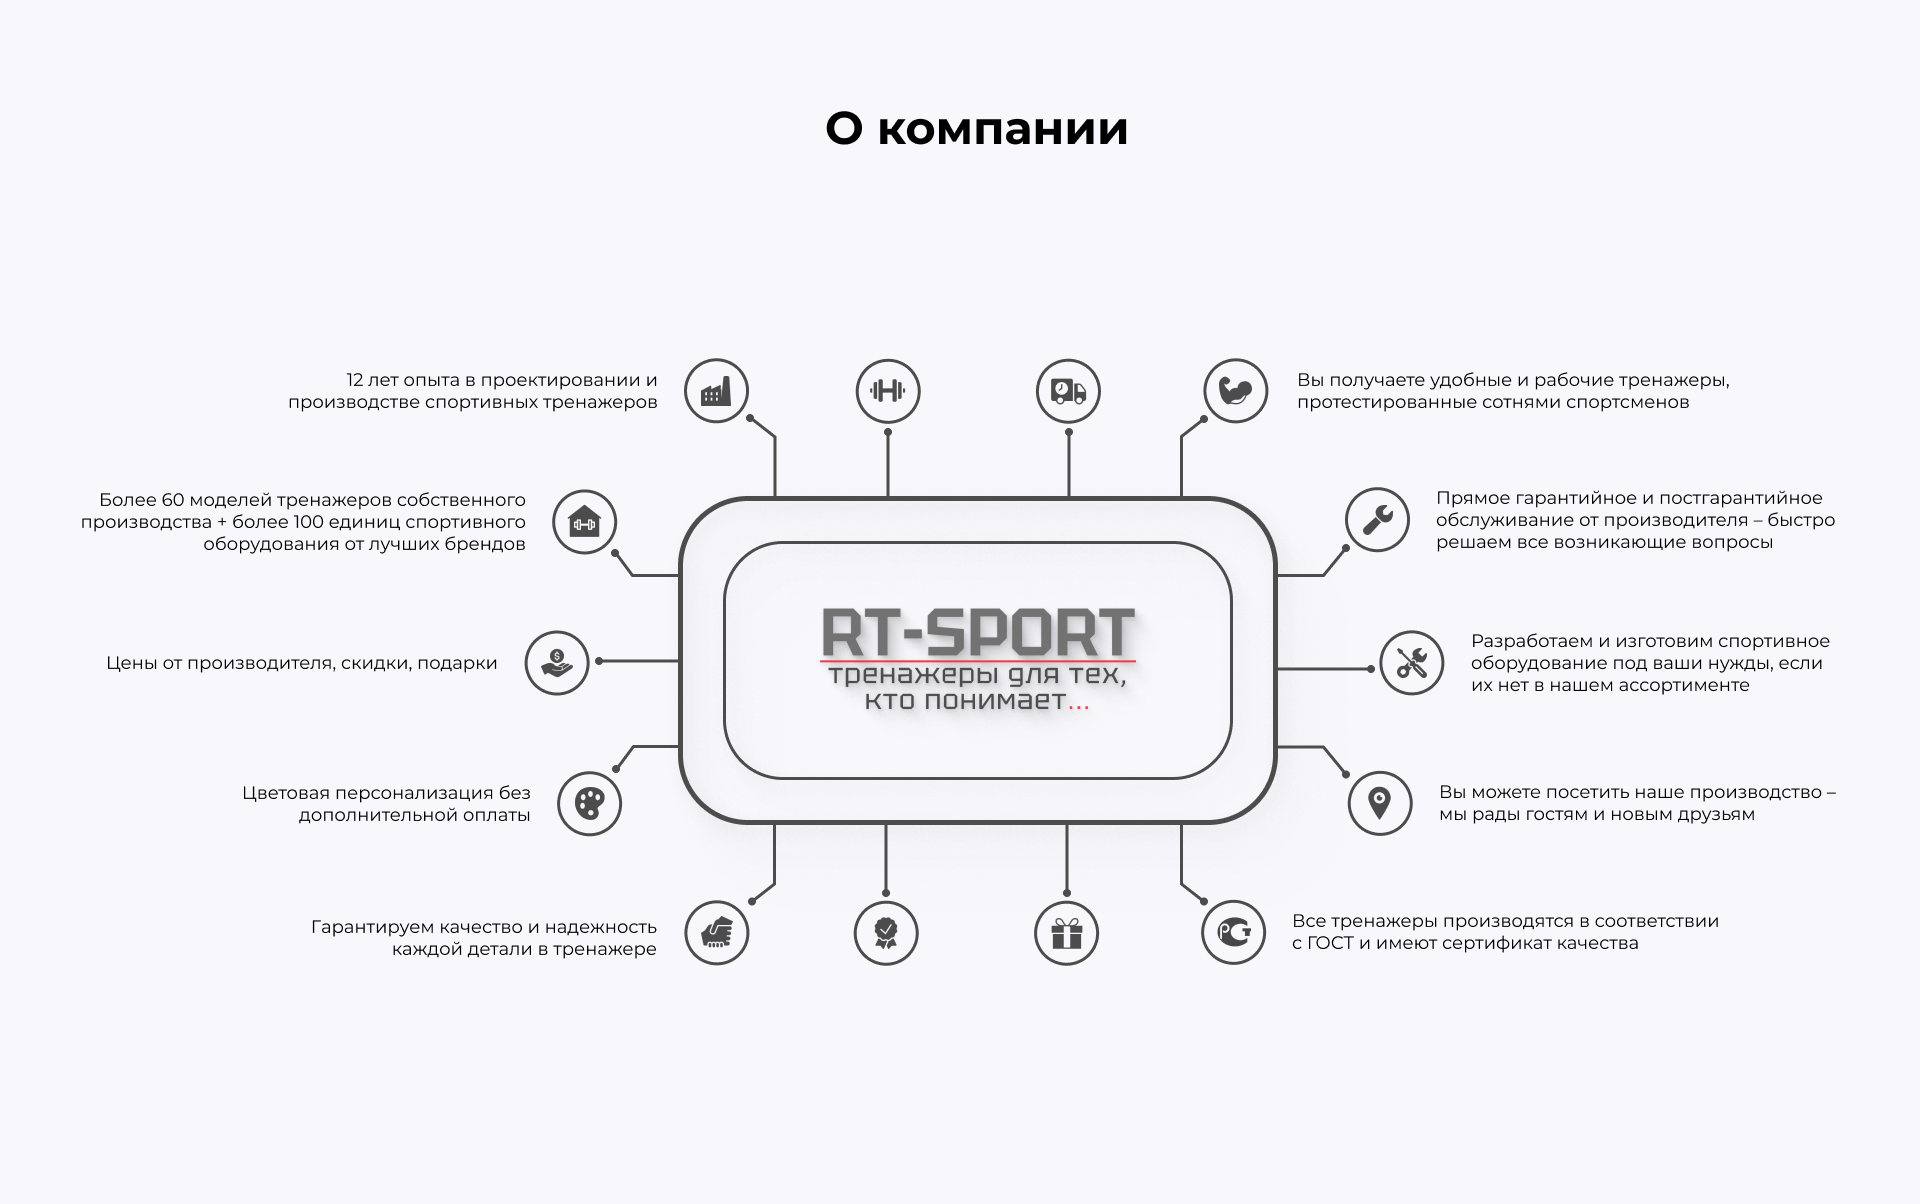 О компании
12 лет опыта в проектировании и
производстве спортивных тренажеров
Вы получаете удобные и рабочие тренажеры,
протестированные сотнями спортсменов
Более 60 моделей тренажеров собственного
производства + более 100 единиц спортивного
оборудования от лучших брендов
Прямое гарантийное и постгарантийное
обслуживание от производителя – быстро
решаем все возникающие вопросы
RT-SPORT
тренажеры для тех,
кто понимает...
Цены от производителя, скидки, подарки
Разработаем и изготовим спортивное
оборудование под ваши нужды, если
их нет в нашем ассортименте
Цветовая персонализация без
дополнительной оплаты
Вы можете посетить наше производство –
мы рады гостям и новым друзьям
Гарантируем качество и надежность
каждой детали в тренажере
Все тренажеры производятся в соответствии
с ГОСТ и имеют сертификат качества